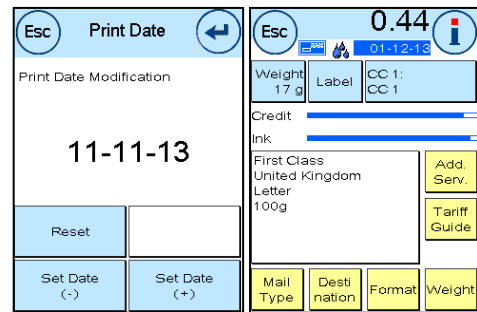 Esc
Print Date
Print Date Modification
11-11-13
Reset
Set Date
(-)
Set Date
(+)
Esc
0.44
01-12-13
i
Weight
17 g
Label
CC 1:
CC 1
Credit
Ink
First Class
United Kingdom
Letter
100g
Add.
Serv.
Tariff
Guide
Mail
Type
Desti
nation
Format
Weight